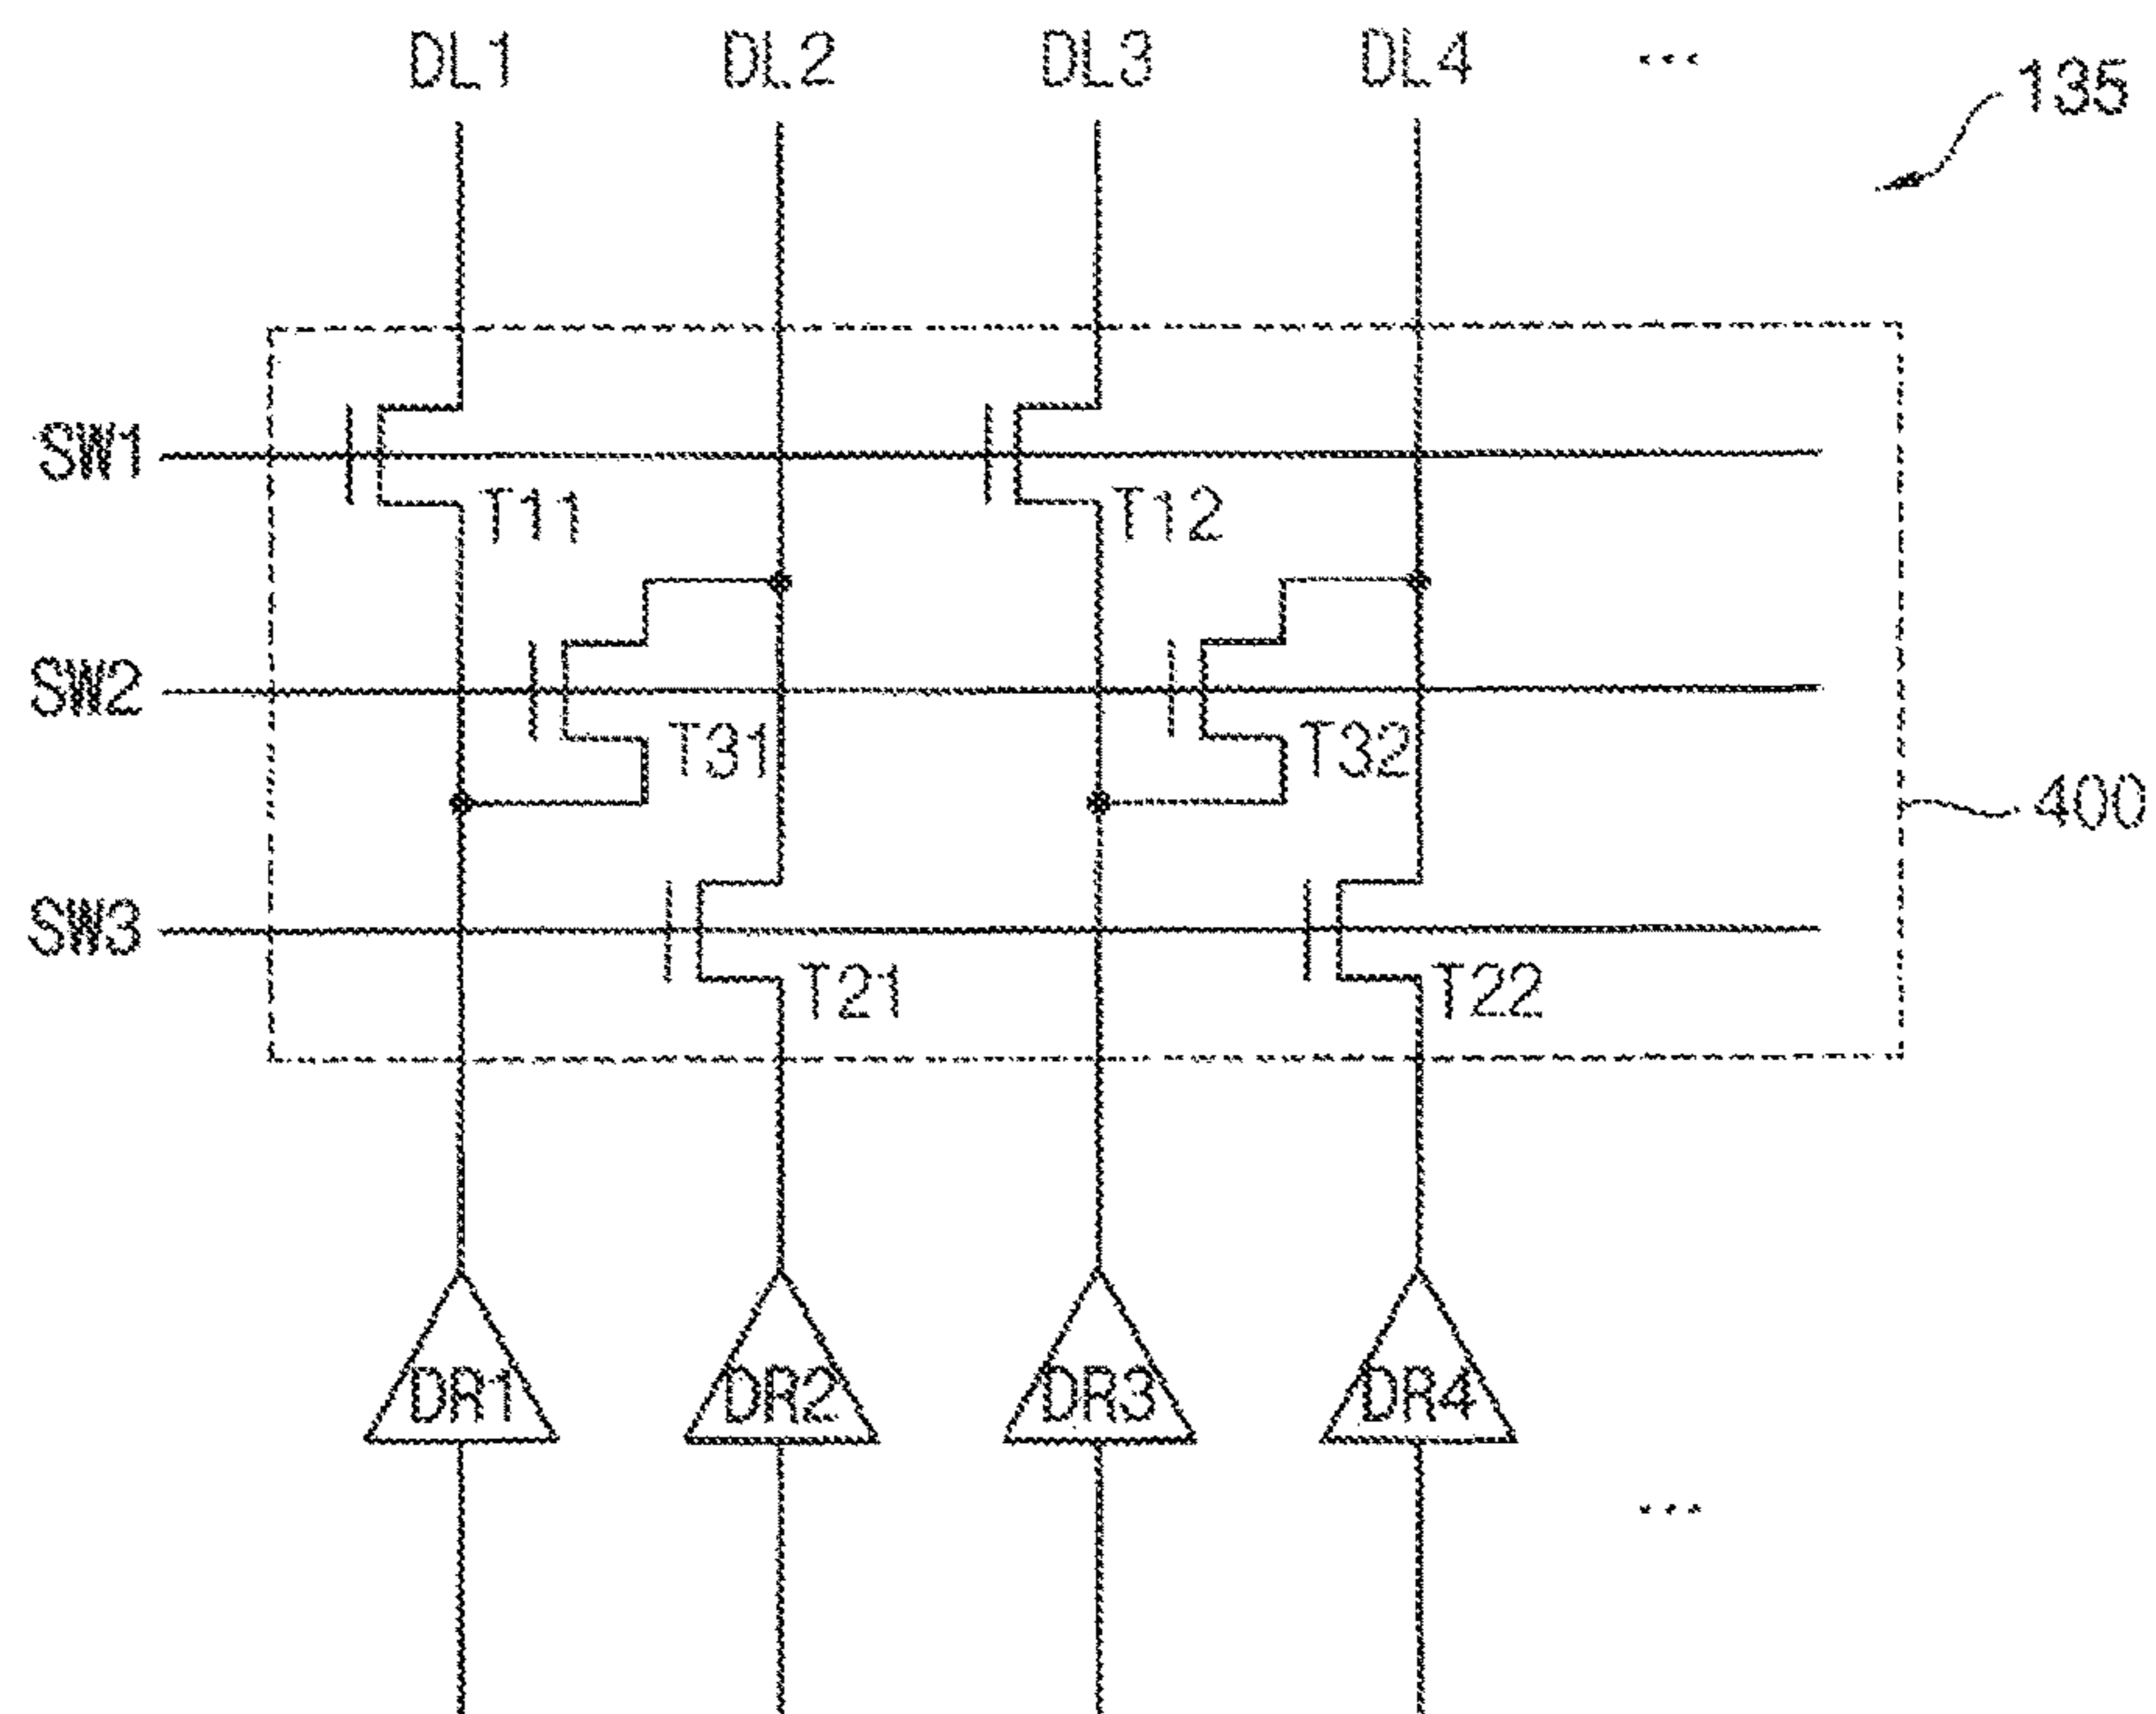 DL1 DL2 DL3 DL4 ...
135
SW1
T11 T12
SW2
T31 T32
400
SW3
T21 T22
DR1 DR2 DR3 DR4
...